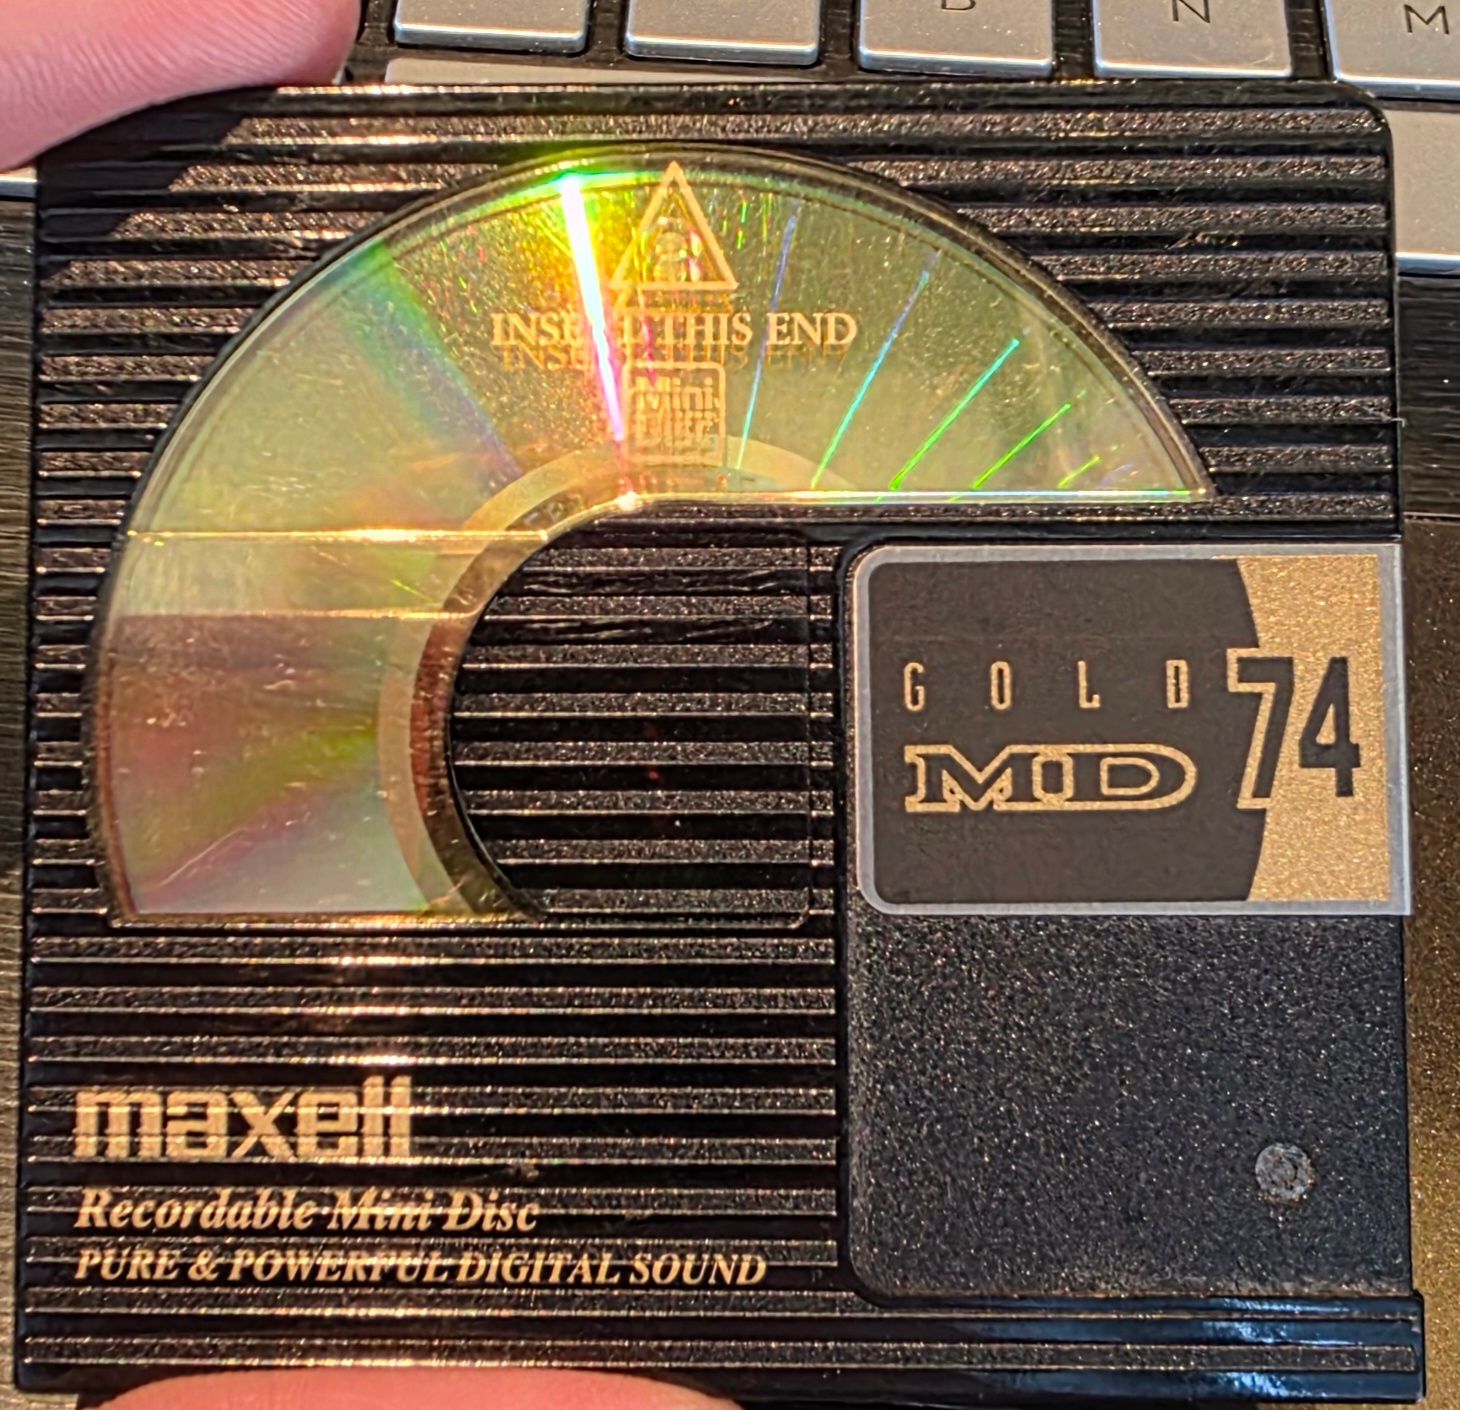 B N M
INSERT THIS END
Mini
Disc
GOLD
MD 74
maxell
Recordable Mini Disc
PURE & POWERFUL DIGITAL SOUND